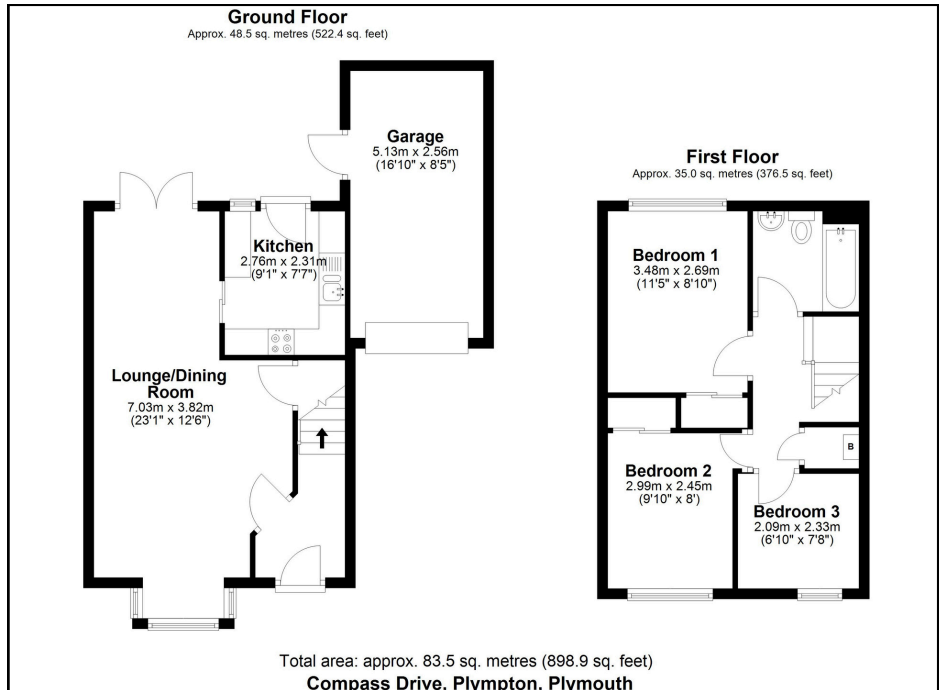 Ground Floor
Approx. 48.5 sq. metres (522.4 sq. feet)
Garage
5.13m x 2.56m
(16'10" x 8'5")
Kitchen
2.76m x 2.31m
(9'1" x 7'7")
Lounge/Dining
Room
7.03m x 3.82m
(23'1" x 12'6")
First Floor
Approx. 35.0 sq. metres (376.5 sq. feet)
Bedroom 1
3.48m x 2.69m
(11'5" x 8'10")
B
Bedroom 2
2.99m x 2.45m
(9'10" x 8')
Bedroom 3
2.09m x 2.33m
(6'10" x 7'8")
Total area: approx. 83.5 sq. metres (898.9 sq. feet)
Compass Drive, Plympton, Plymouth